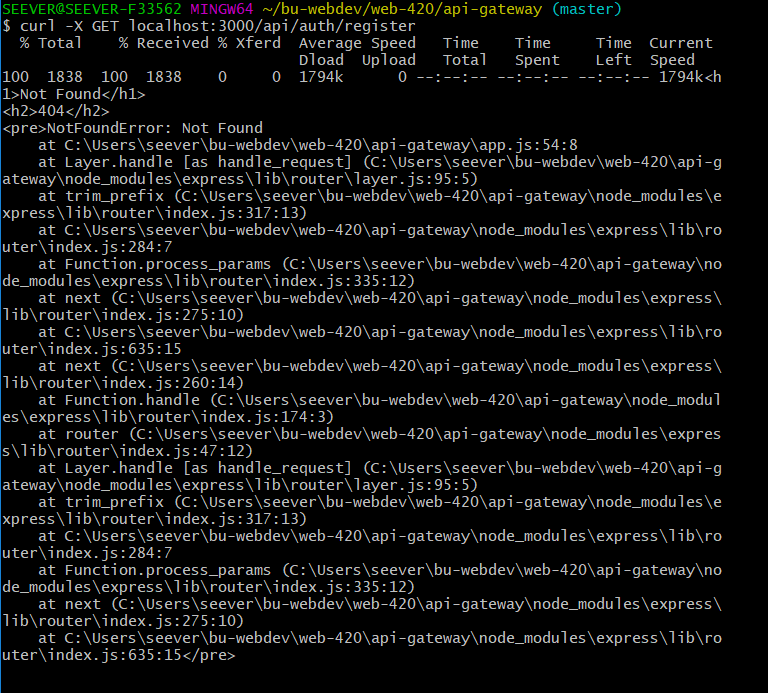 SEEVER@SEEVER-F33562 MINGW64 ~/bu-webdev/web-420/api-gateway (master)
$ curl -X GET localhost:3000/api/auth/register
  % Total    % Received % Xferd  Average Speed   Time    Time     Time  Current
                                 Dload  Upload   Total   Spent    Left  Speed
100  1838  100  1838    0     0  1794k      0 --:--:-- --:--:-- --:--:-- 1794k<h
1>Not Found</h1>
<h2>404</h2>
<pre>NotFoundError: Not Found
    at C:\Users\seever\bu-webdev\web-420\api-gateway\app.js:54:8
    at Layer.handle [as handle_request] (C:\Users\seever\bu-webdev\web-420\api-g
ateway\node_modules\express\lib\router\layer.js:95:5)
    at trim_prefix (C:\Users\seever\bu-webdev\web-420\api-gateway\node_modules\e
xpress\lib\router\index.js:317:13)
    at C:\Users\seever\bu-webdev\web-420\api-gateway\node_modules\express\lib\ro
uter\index.js:284:7
    at Function.process_params (C:\Users\seever\bu-webdev\web-420\api-gateway\no
de_modules\express\lib\router\index.js:335:12)
    at next (C:\Users\seever\bu-webdev\web-420\api-gateway\node_modules\express\
lib\router\index.js:275:10)
    at C:\Users\seever\bu-webdev\web-420\api-gateway\node_modules\express\lib\ro
uter\index.js:635:15
    at next (C:\Users\seever\bu-webdev\web-420\api-gateway\node_modules\express\
lib\router\index.js:260:14)
    at Function.handle (C:\Users\seever\bu-webdev\web-420\api-gateway\node_modul
es\express\lib\router\index.js:174:3)
    at router (C:\Users\seever\bu-webdev\web-420\api-gateway\node_modules\expres
s\lib\router\index.js:47:12)
    at Layer.handle [as handle_request] (C:\Users\seever\bu-webdev\web-420\api-g
ateway\node_modules\express\lib\router\layer.js:95:5)
    at trim_prefix (C:\Users\seever\bu-webdev\web-420\api-gateway\node_modules\e
xpress\lib\router\index.js:317:13)
    at C:\Users\seever\bu-webdev\web-420\api-gateway\node_modules\express\lib\ro
uter\index.js:284:7
    at Function.process_params (C:\Users\seever\bu-webdev\web-420\api-gateway\no
de_modules\express\lib\router\index.js:335:12)
    at next (C:\Users\seever\bu-webdev\web-420\api-gateway\node_modules\express\
lib\router\index.js:275:10)
    at C:\Users\seever\bu-webdev\web-420\api-gateway\node_modules\express\lib\ro
uter\index.js:635:15</pre>